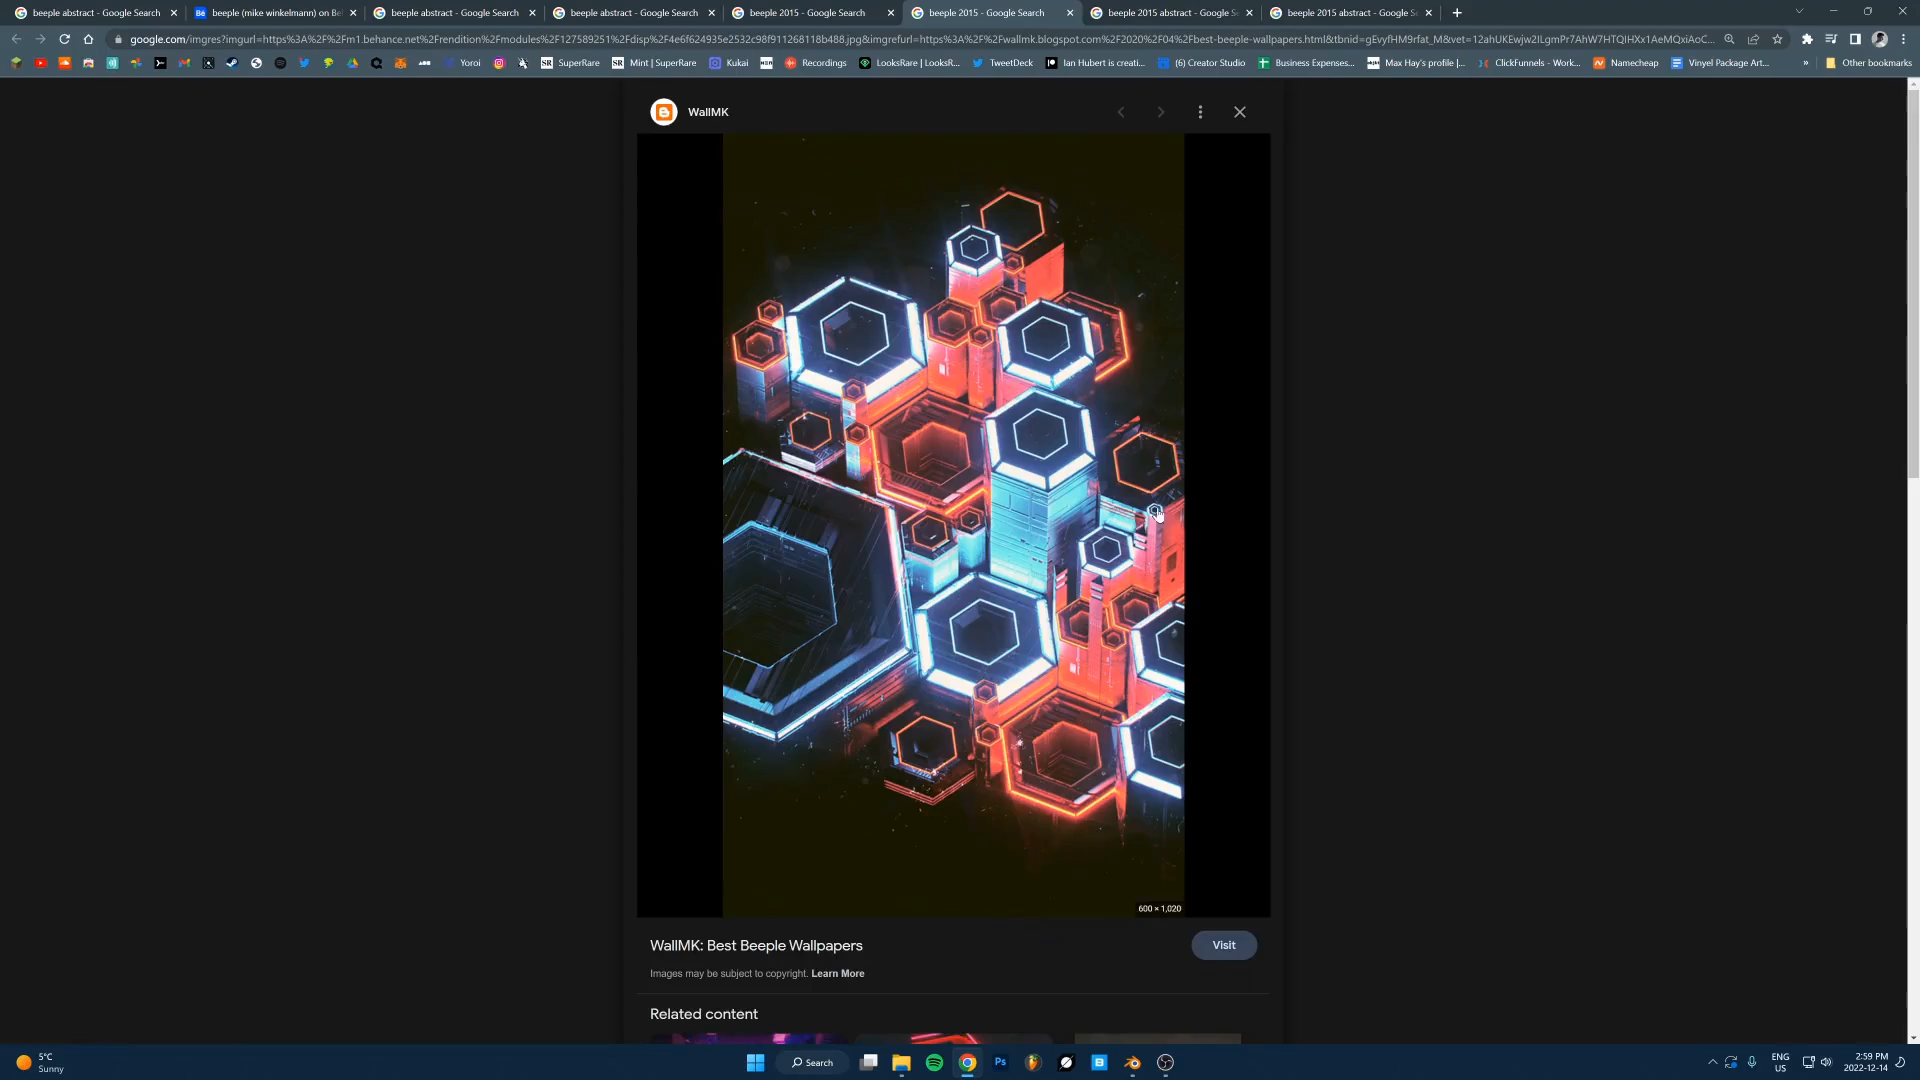 beeple abstract - Google Search
beeple (mike winkelmann) on Be
beeple abstract - Google Search
beeple abstract - Google Search
beeple 2015 - Google Search
beeple 2015 - Google Search
beeple 2015 abstract - Google S
beeple 2015 abstract - Google Se
Yoroi
SuperRare
Mint | SuperRare
Kukai
Recordings
LooksRare | LooksR...
TweetDeck
Ian Hubert is creati...
(6) Creator Studio
Business Expenses...
Max Hay's profile |...
ClickFunnels - Work...
Namecheap
Vinyel Package Art...
Other bookmarks
WallMK
600 × 1,020
WallMK: Best Beeple Wallpapers
Visit
Images may be subject to copyright. Learn More
Related content
5°C
Sunny
Search
Ps
ENG
US
2:59 PM
2022-12-14